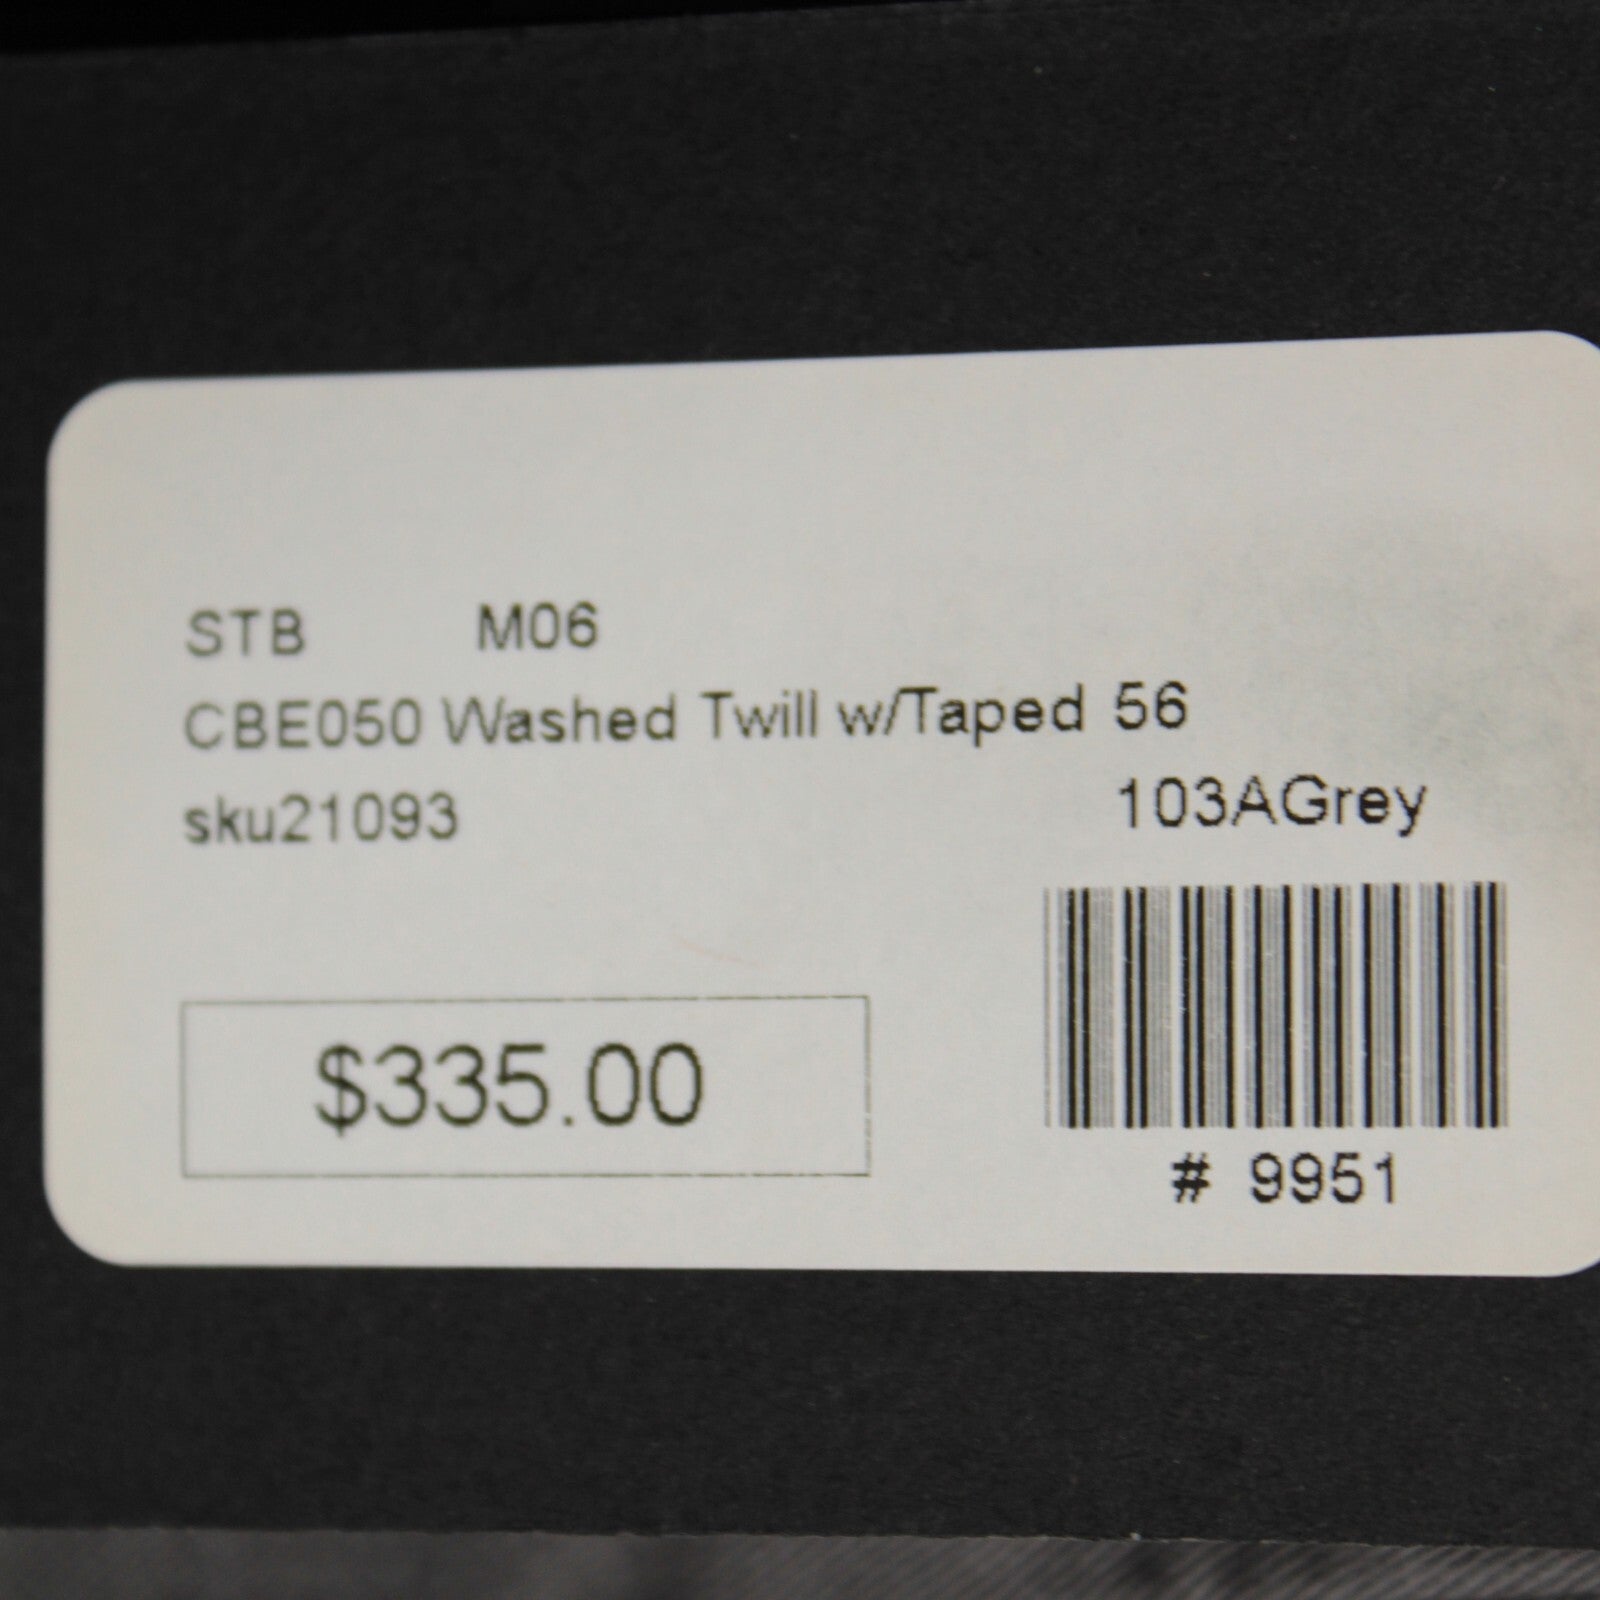 STB M06
CBE050 Washed Twill w/Taped 56
sku21093 103AGrey
$335.00
# 9951